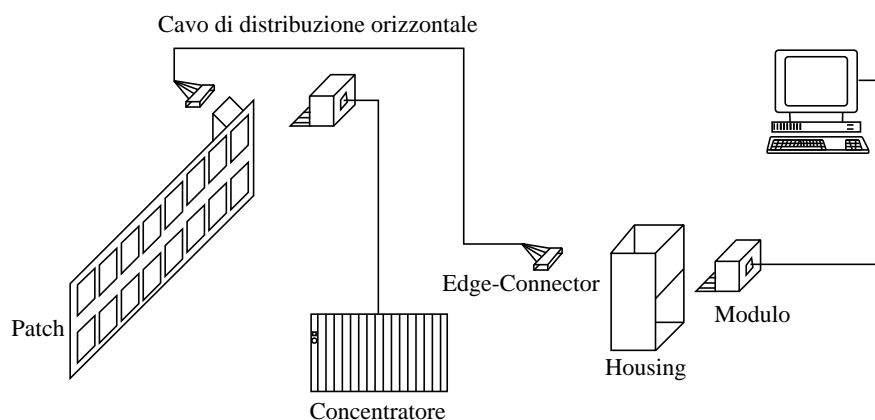 Cavo di distribuzione orizzontale
Edge-Connector
Patch
Modulo
Housing
Concentratore